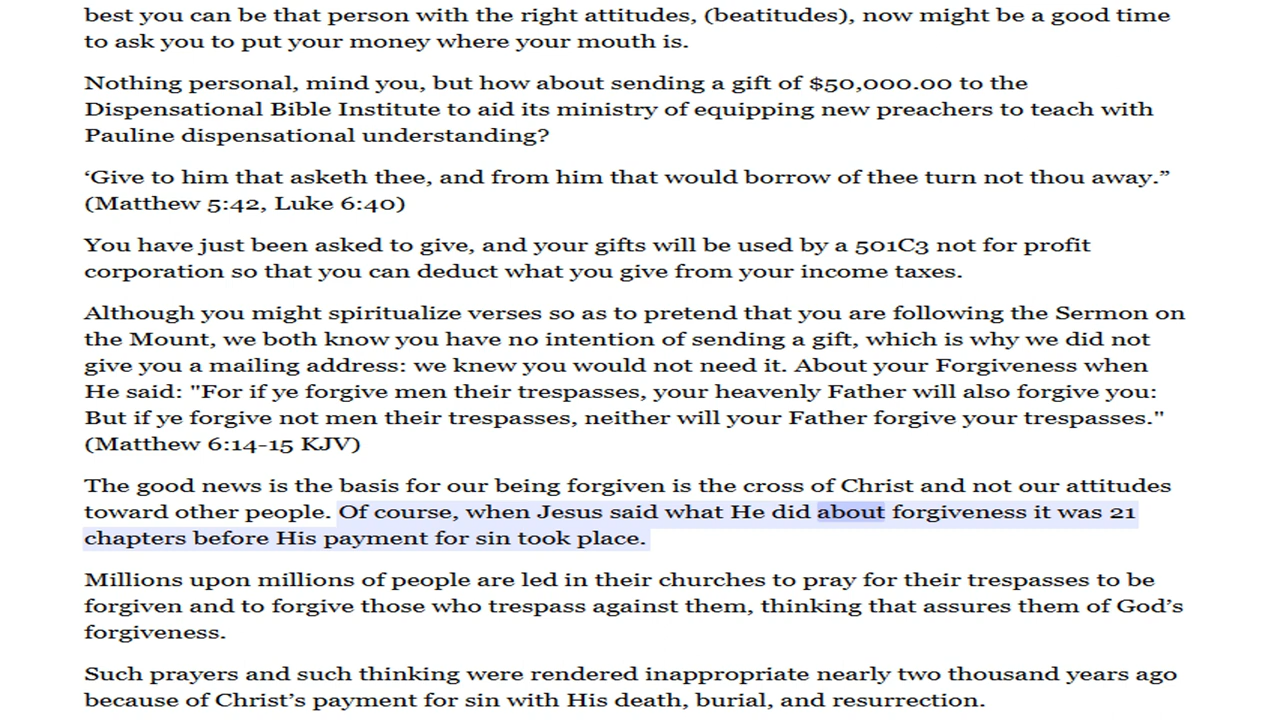 best you can be that person with the right attitudes, (beatitudes), now might be a good time
to ask you to put your money where your mouth is.
Nothing personal, mind you, but how about sending a gift of $50,000.00 to the
Dispensational Bible Institute to aid its ministry of equipping new preachers to teach with
Pauline dispensational understanding?
‘Give to him that asketh thee, and from him that would borrow of thee turn not thou away.”
(Matthew 5:42, Luke 6:40)
You have just been asked to give, and your gifts will be used by a 501C3 not for profit
corporation so that you can deduct what you give from your income taxes.
Although you might spiritualize verses so as to pretend that you are following the Sermon on
the Mount, we both know you have no intention of sending a gift, which is why we did not
give you a mailing address: we knew you would not need it. About your Forgiveness when
He said: "For if ye forgive men their trespasses, your heavenly Father will also forgive you:
But if ye forgive not men their trespasses, neither will your Father forgive your trespasses."
(Matthew 6:14-15 KJV)
The good news is the basis for our being forgiven is the cross of Christ and not our attitudes
toward other people. Of course, when Jesus said what He did about forgiveness it was 21
chapters before His payment for sin took place.
Millions upon millions of people are led in their churches to pray for their trespasses to be
forgiven and to forgive those who trespass against them, thinking that assures them of God’s
forgiveness.
Such prayers and such thinking were rendered inappropriate nearly two thousand years ago
because of Christ’s payment for sin with His death, burial, and resurrection.